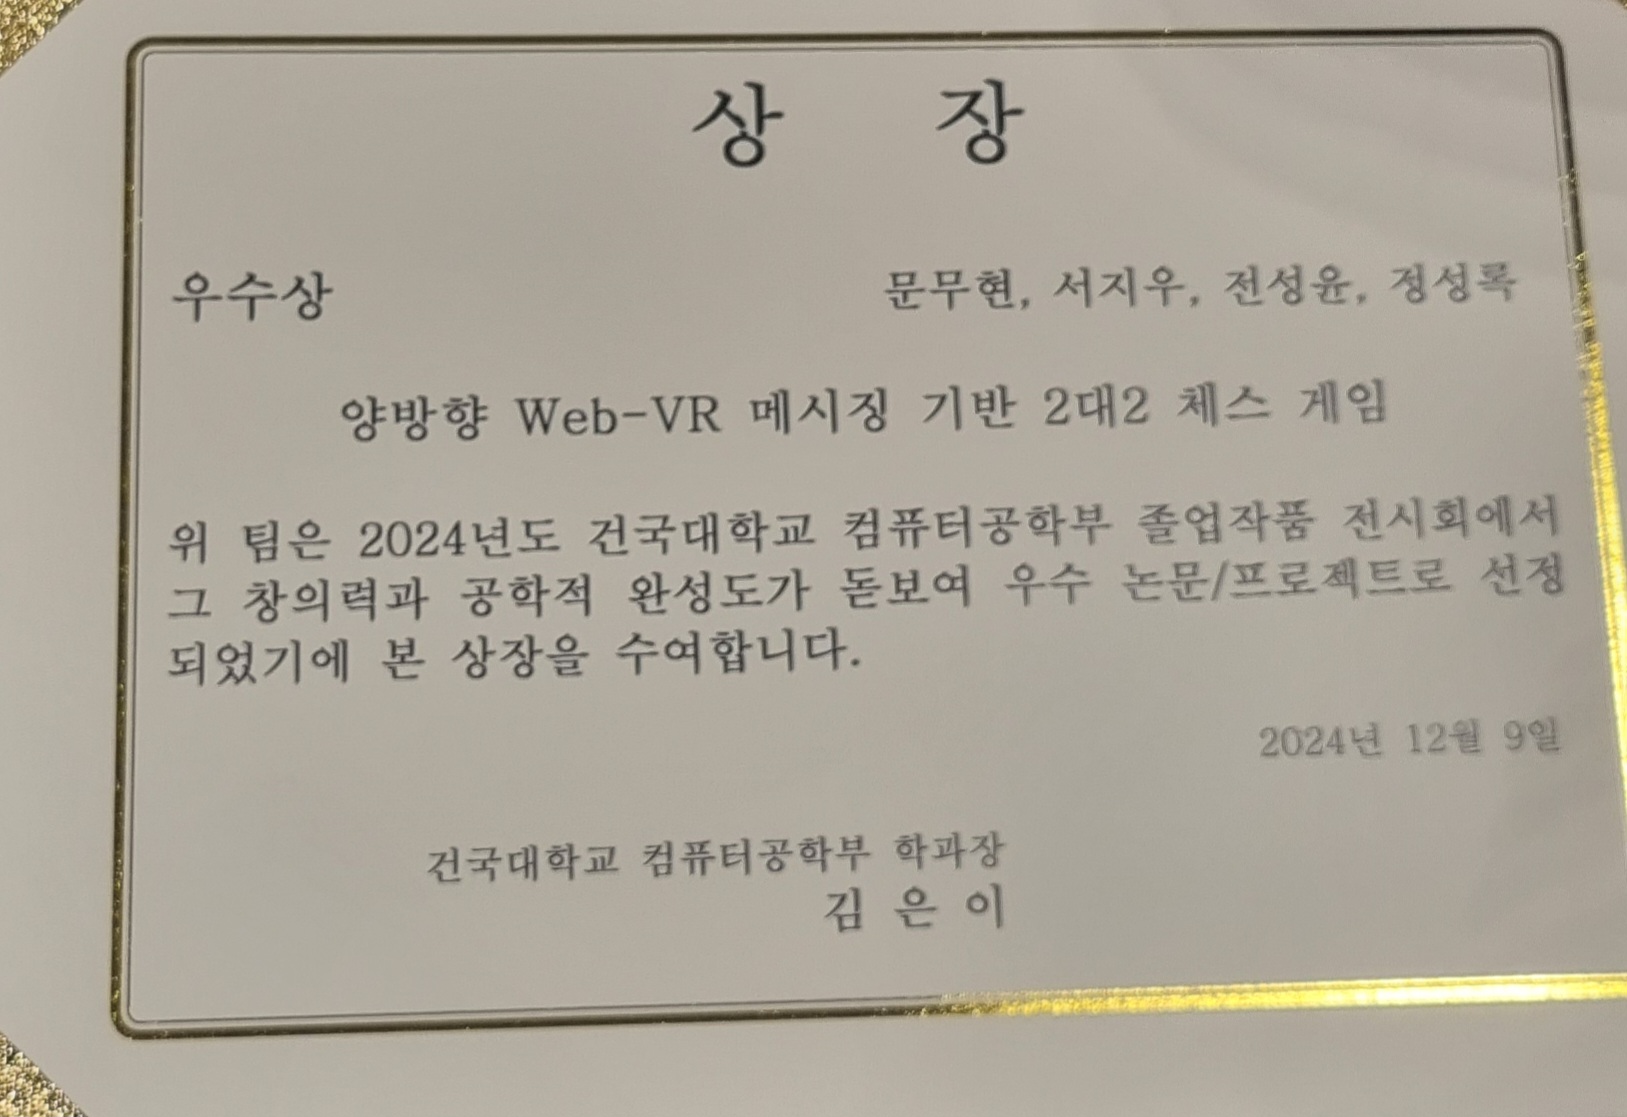 상 장
우수상 문무현, 서지우, 전성윤, 정성록
양방향 Web-VR 메시징 기반 2대2 체스 게임
위 팀은 2024년도 건국대학교 컴퓨터공학부 졸업작품 전시회에서
그 창의력과 공학적 완성도가 돋보여 우수 논문/프로젝트로 선정
되었기에 본 상장을 수여합니다.
2024년 12월 9일
건국대학교 컴퓨터공학부 학과장
김 은 이